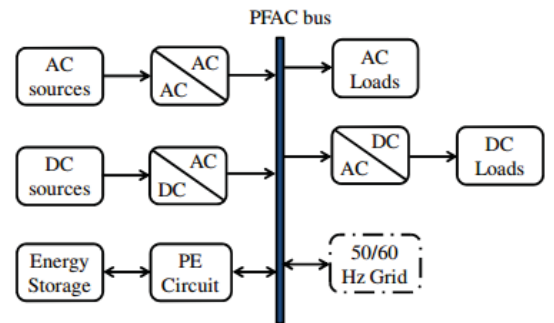 PFAC bus
AC
sources
AC
AC
AC
Loads
DC
sources
AC
DC
DC
AC
DC
Loads
Energy
Storage
PE
Circuit
50/60
Hz Grid